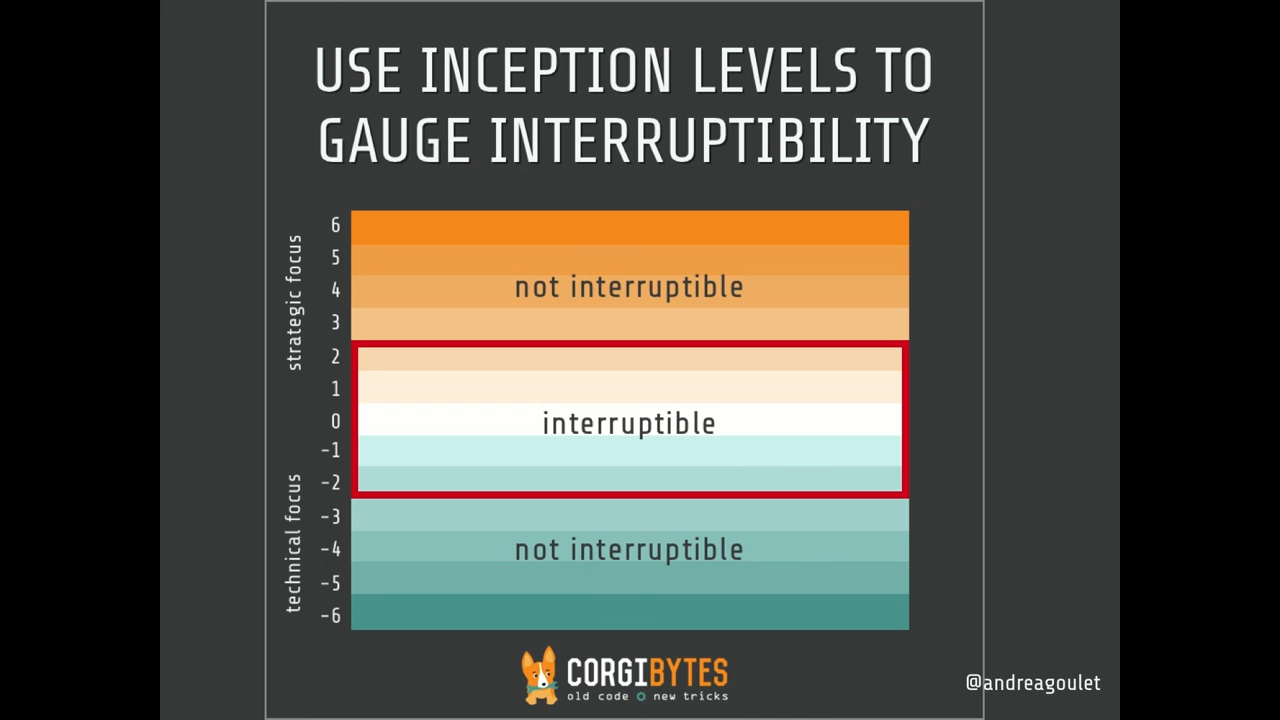 USE INCEPTION LEVELS TO
GAUGE INTERRUPTIBILITY
strategic focus
6
5
4
3
2
1
0
-1
-2
-3
-4
-5
-6
technical focus
not interruptible
interruptible
not interruptible
CORGIBYTES
old code new tricks
@andreagoulet